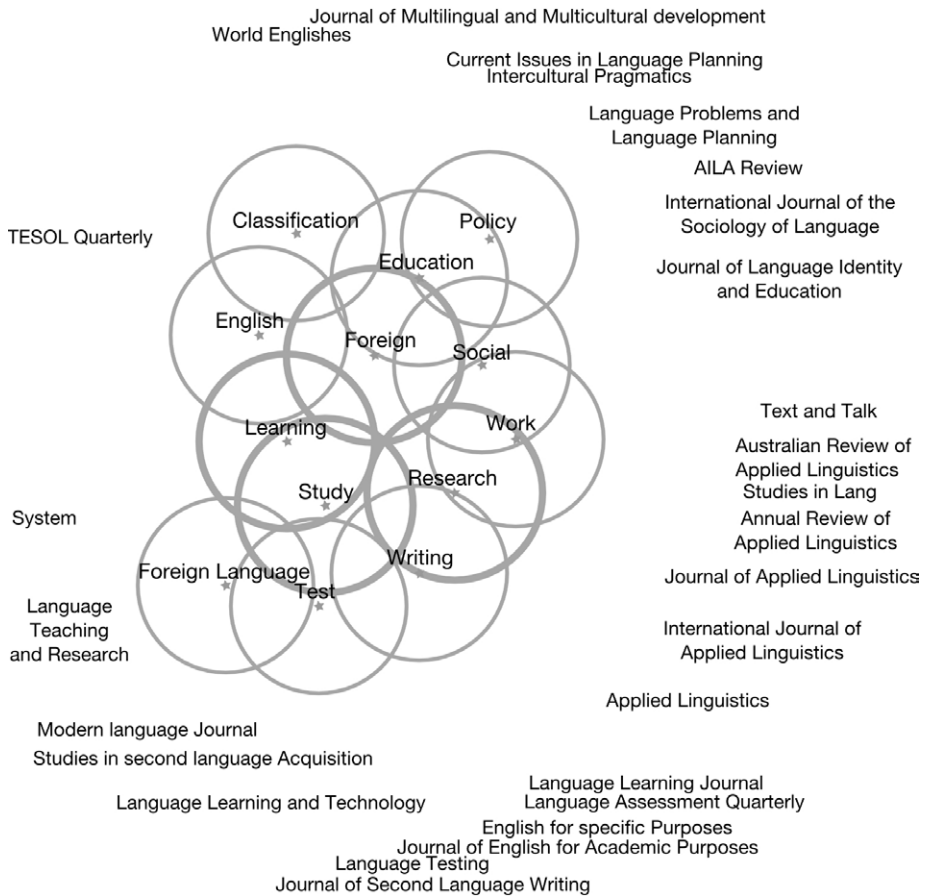 Journal of Multilingual and Multicultural development
World Englishes
Current Issues in Language Planning
Intercultural Pragmatics
Language Problems and
Language Planning
AILA Review
International Journal of the
Sociology of Language
Journal of Language Identity
and Education
TESOL Quarterly
Classification
Policy
Education
English
Foreign
Social
Learning
Work
Research
Study
Writing
Foreign Language
Test
Text and Talk
Australian Review of
Applied Linguistics
Studies in Lang
Annual Review of
Applied Linguistics
Journal of Applied Linguistics
International Journal of
Applied Linguistics
Applied Linguistics
System
Language
Teaching
and Research
Modern language Journal
Studies in second language Acquisition
Language Learning and Technology
Language Learning Journal
Language Assessment Quarterly
English for specific Purposes
Journal of English for Academic Purposes
Language Testing
Journal of Second Language Writing